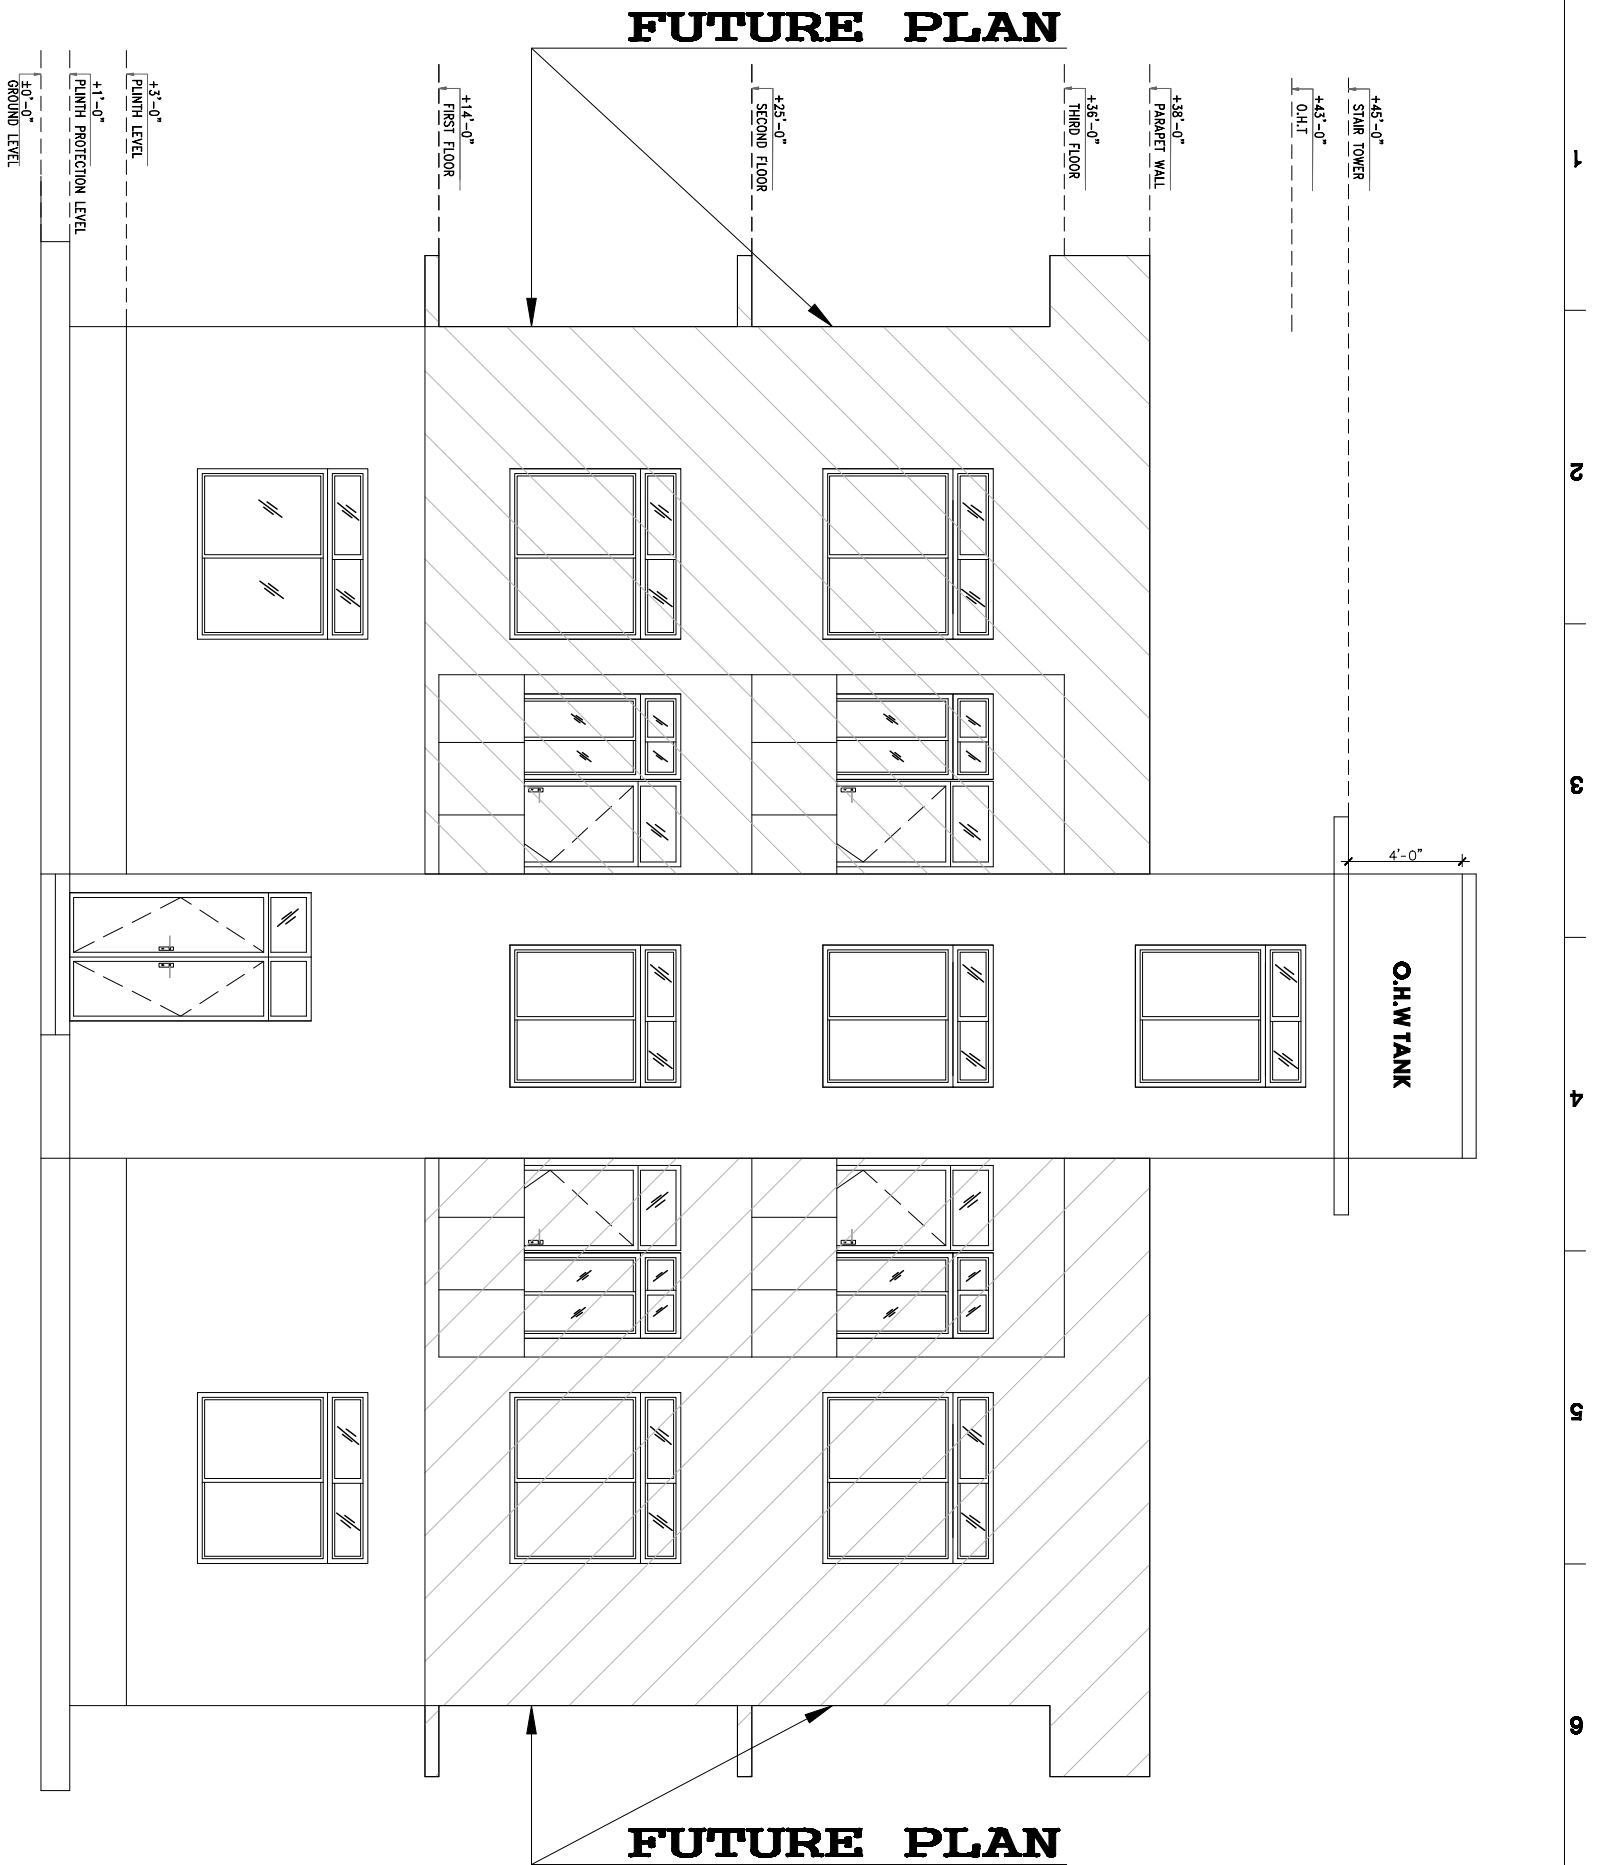 FUTURE PLAN
±0'-0"
GROUND LEVEL
+1'-0"
PLINTH PROTECTION LEVEL
+3'-0"
PLINTH LEVEL
+14'-0"
FIRST FLOOR
+25'-0"
SECOND FLOOR
+36'-0"
THIRD FLOOR
+38'-0"
PARAPET WALL
+43'-0"
O.H.T
+45'-0"
STAIR TOWER
1
2
3
4'-0"
O.H.W TANK
4
5
6
FUTURE PLAN